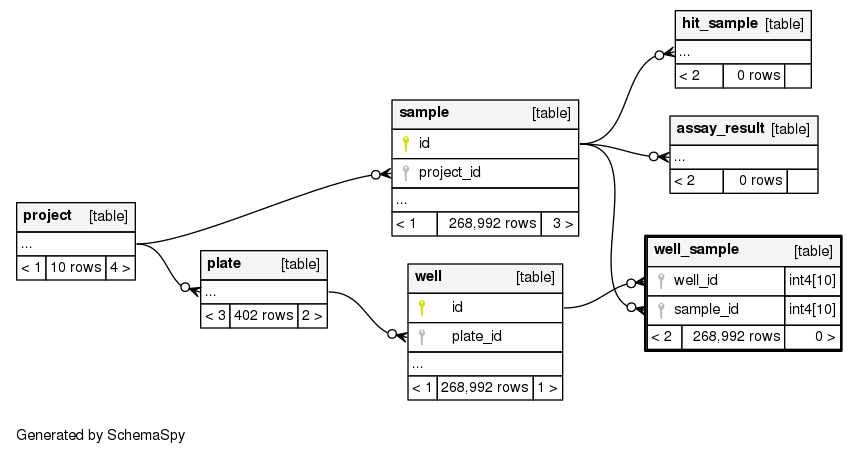 hit_sample [table]
...
< 2 0 rows
sample [table]
id
project_id
...
< 1 268,992 rows 3 >
assay_result [table]
...
< 2 0 rows
project [table]
...
< 1 10 rows 4 >
plate [table]
...
< 3 402 rows 2 >
well [table]
id
plate_id
...
< 1 268,992 rows 1 >
well_sample [table]
well_id int4[10]
sample_id int4[10]
< 2 268,992 rows 0 >
Generated by SchemaSpy